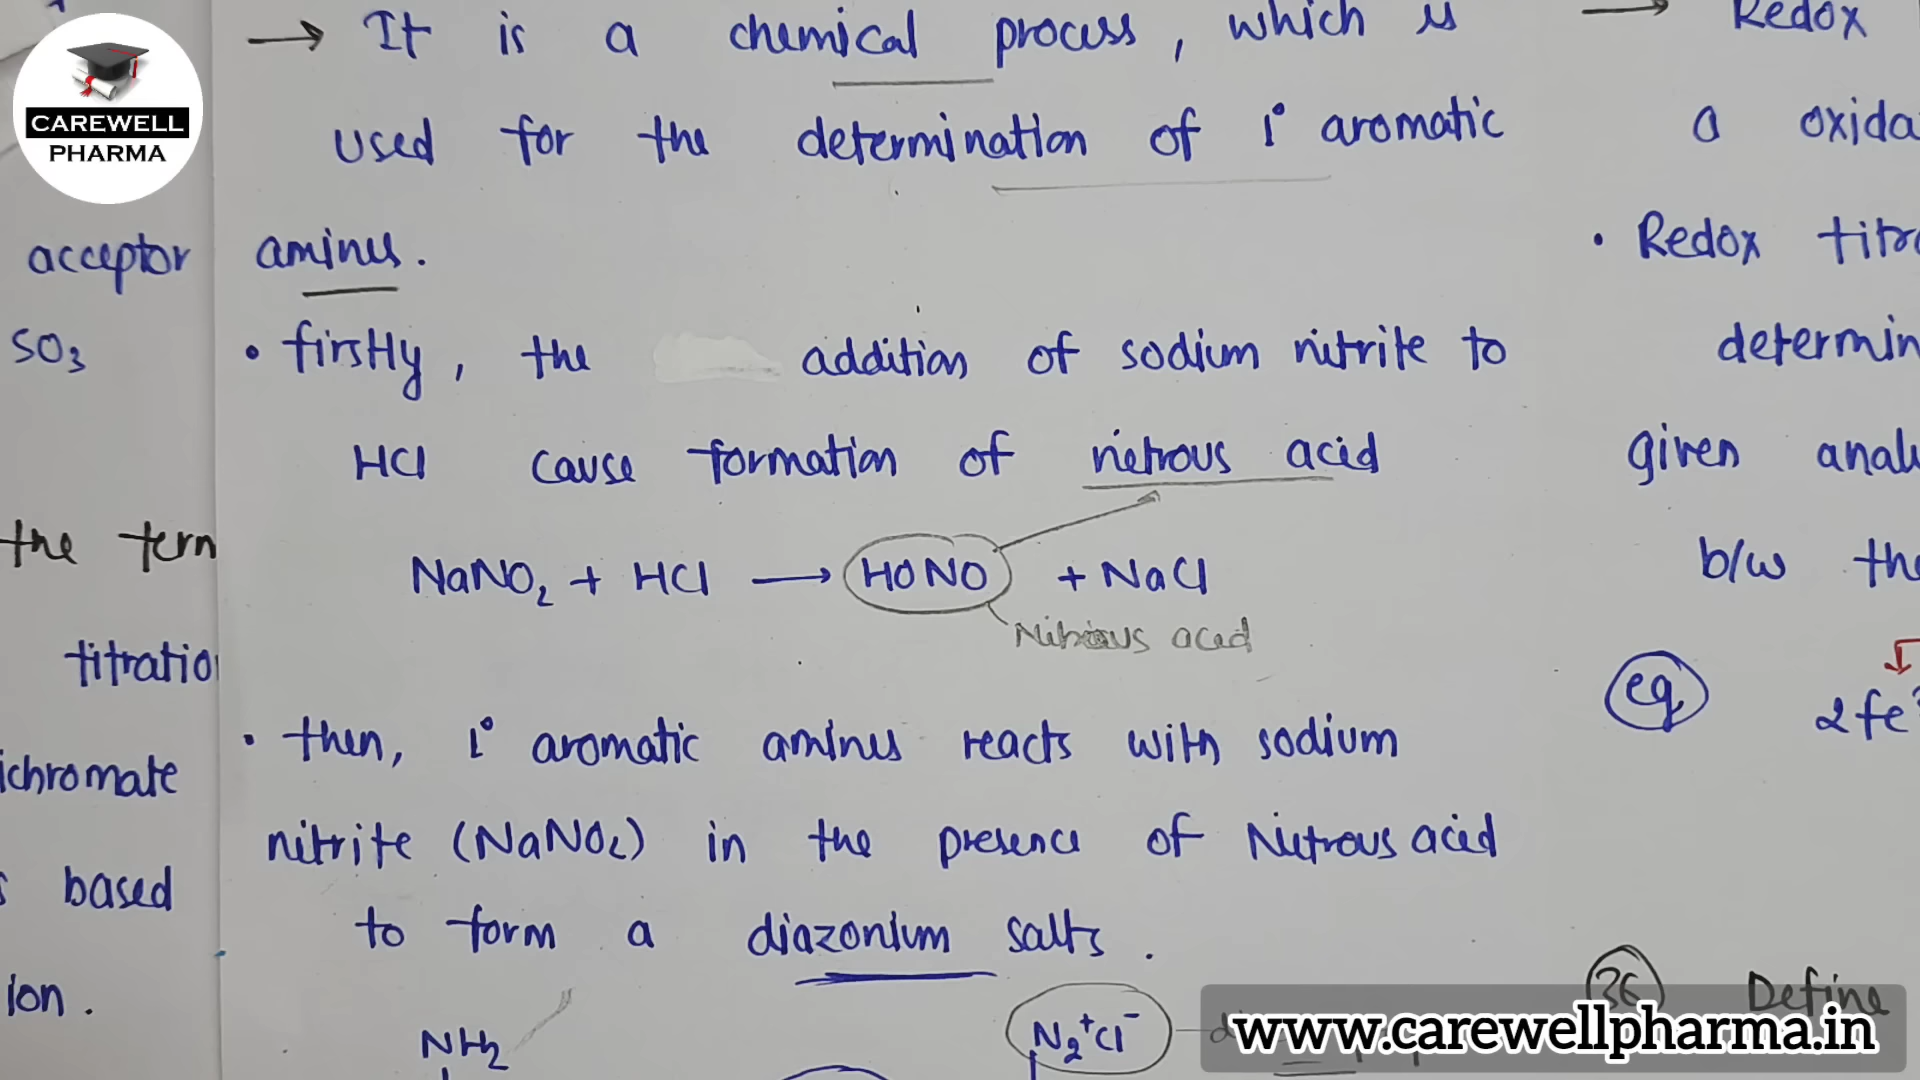 CAREWELL
PHARMA
acceptor
SO3
the term
titratio
ichromate
s based
ion.
→ It is a chemical process, which is
used for the determination of 1° aromatic
amines.
• firstly, the addition of sodium nitrite to
HCl cause formation of nitrous acid
NaNO2 + HCl → HONO + NaCl
Nitrous acid
• then, 1° aromatic amines reacts with sodium
nitrite (NaNO2) in the presence of Nitrous acid
to form a diazonium salts.
NH2
N2+Cl-
→ Redox
a oxida
• Redox titr
determin
given anal
b/w the
eg
2fe
36 Define
www.carewellpharma.in